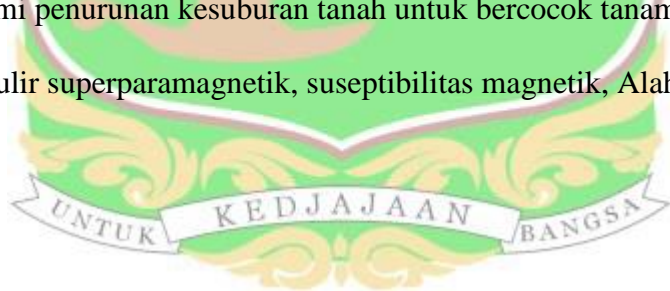 mi penurunan kesuburan tanah untuk bercocok tanam
ulir superparamagnetik, suseptibilitas magnetik, Alah
UNTUK KEDJAJAAN BANGSA